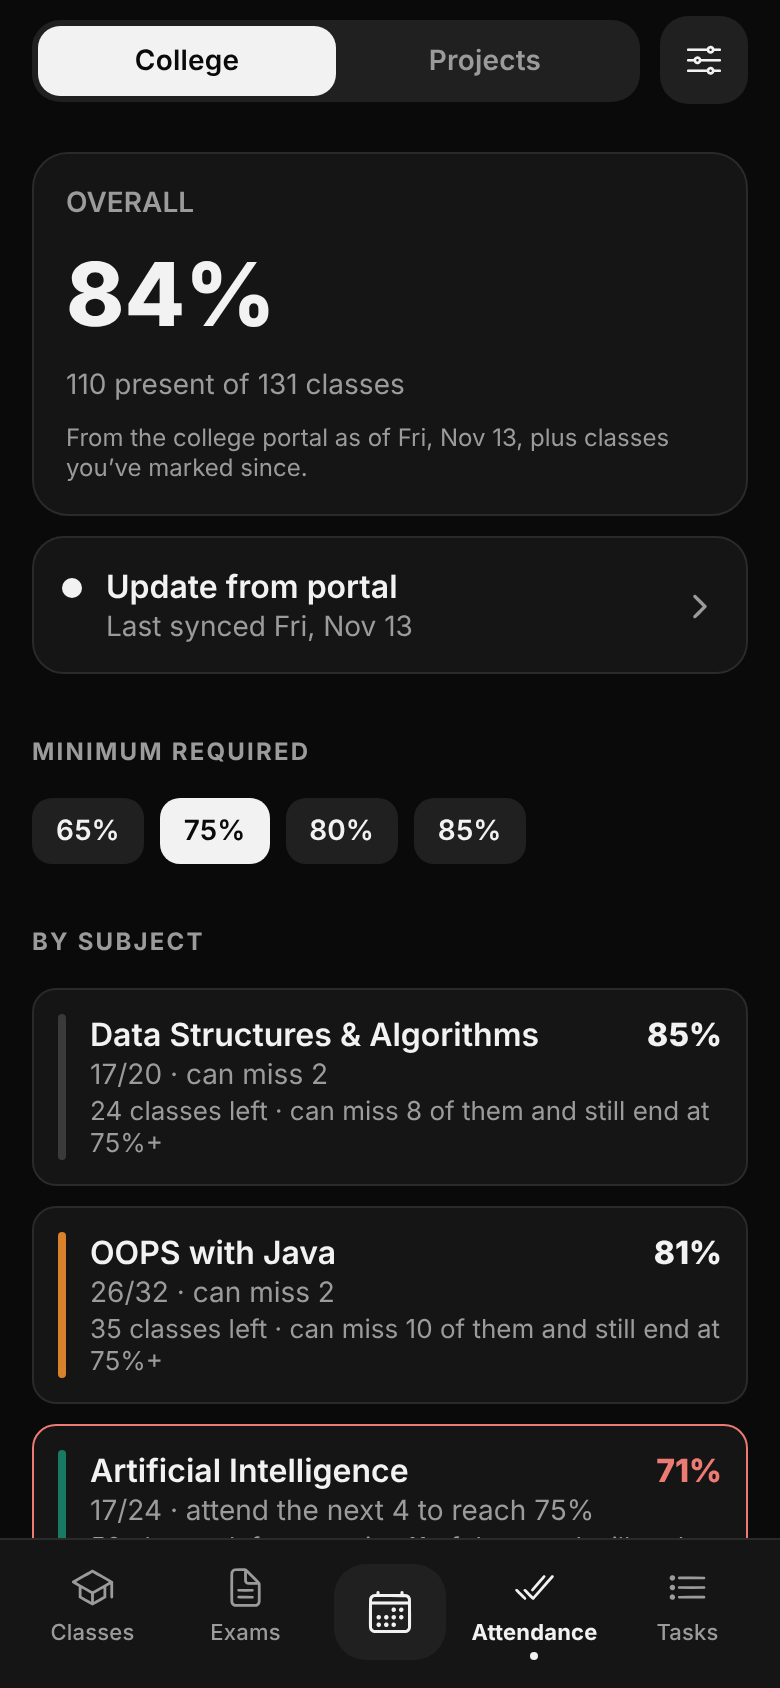 College
Projects
OVERALL
84%
110 present of 131 classes
From the college portal as of Fri, Nov 13, plus classes
you’ve marked since.
Update from portal
Last synced Fri, Nov 13
MINIMUM REQUIRED
65%
75%
80%
85%
BY SUBJECT
Data Structures & Algorithms
85%
17/20 · can miss 2
24 classes left · can miss 8 of them and still end at
75%+
OOPS with Java
81%
26/32 · can miss 2
35 classes left · can miss 10 of them and still end at
75%+
Artificial Intelligence
71%
17/24 · attend the next 4 to reach 75%
Classes
Exams
Attendance
Tasks